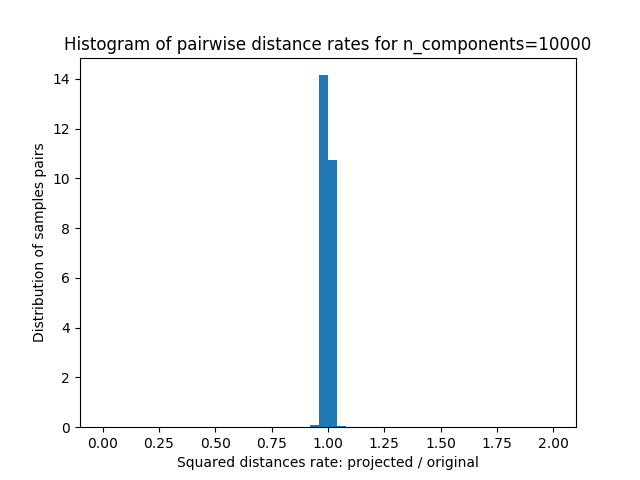 Histogram of pairwise distance rates for n_components=10000
14
12
10
8
6
4
2
0
Distribution of samples pairs
0.00 0.25 0.50 0.75 1.00 1.25 1.50 1.75 2.00
Squared distances rate: projected / original